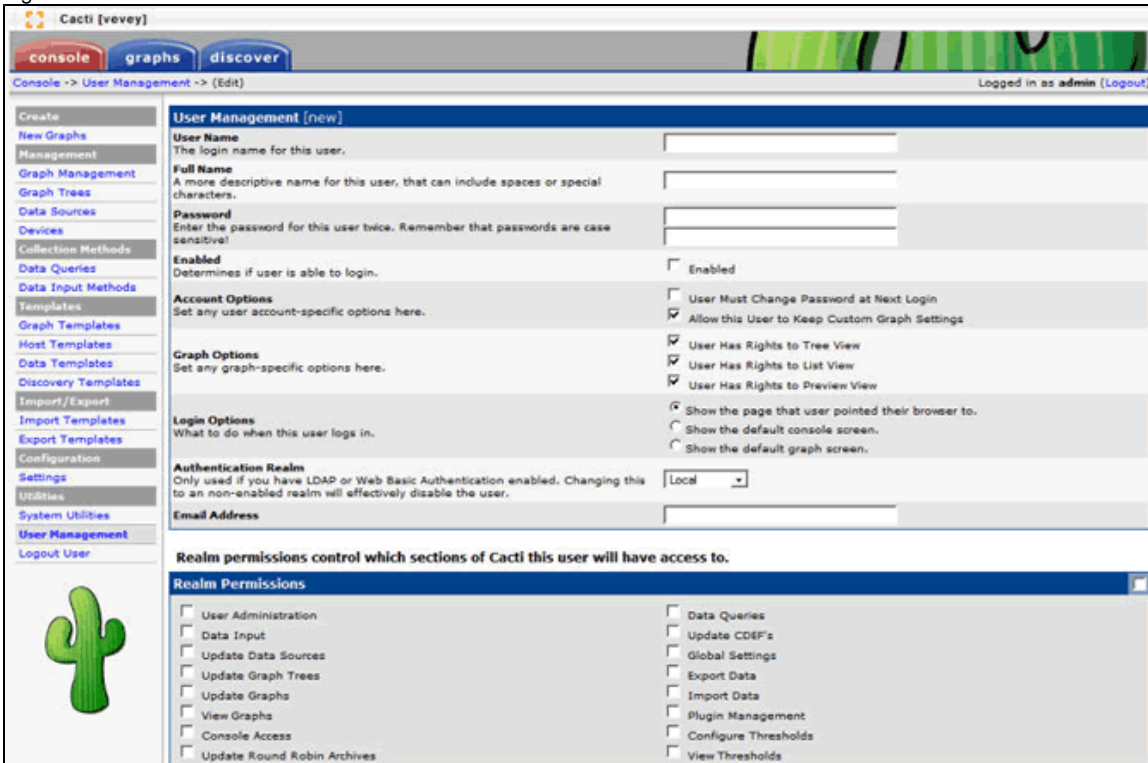 Cacti [vevey]
console graphs discover
Console -> User Management -> (Edit)
Logged in as admin (Logout)
Create
New Graphs
Management
Graph Management
Graph Trees
Data Sources
Devices
Collection Methods
Data Queries
Data Input Methods
Templates
Graph Templates
Host Templates
Data Templates
Discovery Templates
Import/Export
Import Templates
Export Templates
Configuration
Settings
Utilities
System Utilities
User Management
Logout User
User Management [new]
User Name
The login name for this user.
Full Name
A more descriptive name for this user, that can include spaces or special
characters.
Password
Enter the password for this user twice. Remember that passwords are case
sensitive!
Enabled
Determines if user is able to login.
Enabled
Account Options
Set any user account-specific options here.
User Must Change Password at Next Login
Allow this User to Keep Custom Graph Settings
Graph Options
Set any graph-specific options here.
User Has Rights to Tree View
User Has Rights to List View
User Has Rights to Preview View
Login Options
What to do when this user logs in.
Show the page that user pointed their browser to.
Show the default console screen.
Show the default graph screen.
Authentication Realm
Only used if you have LDAP or Web Basic Authentication enabled. Changing this
to an non-enabled realm will effectively disable the user.
Local
Email Address
Realm permissions control which sections of Cacti this user will have access to.
Realm Permissions
User Administration
Data Input
Update Data Sources
Update Graph Trees
Update Graphs
View Graphs
Console Access
Update Round Robin Archives
Data Queries
Update CDEF's
Global Settings
Export Data
Import Data
Plugin Management
Configure Thresholds
View Thresholds